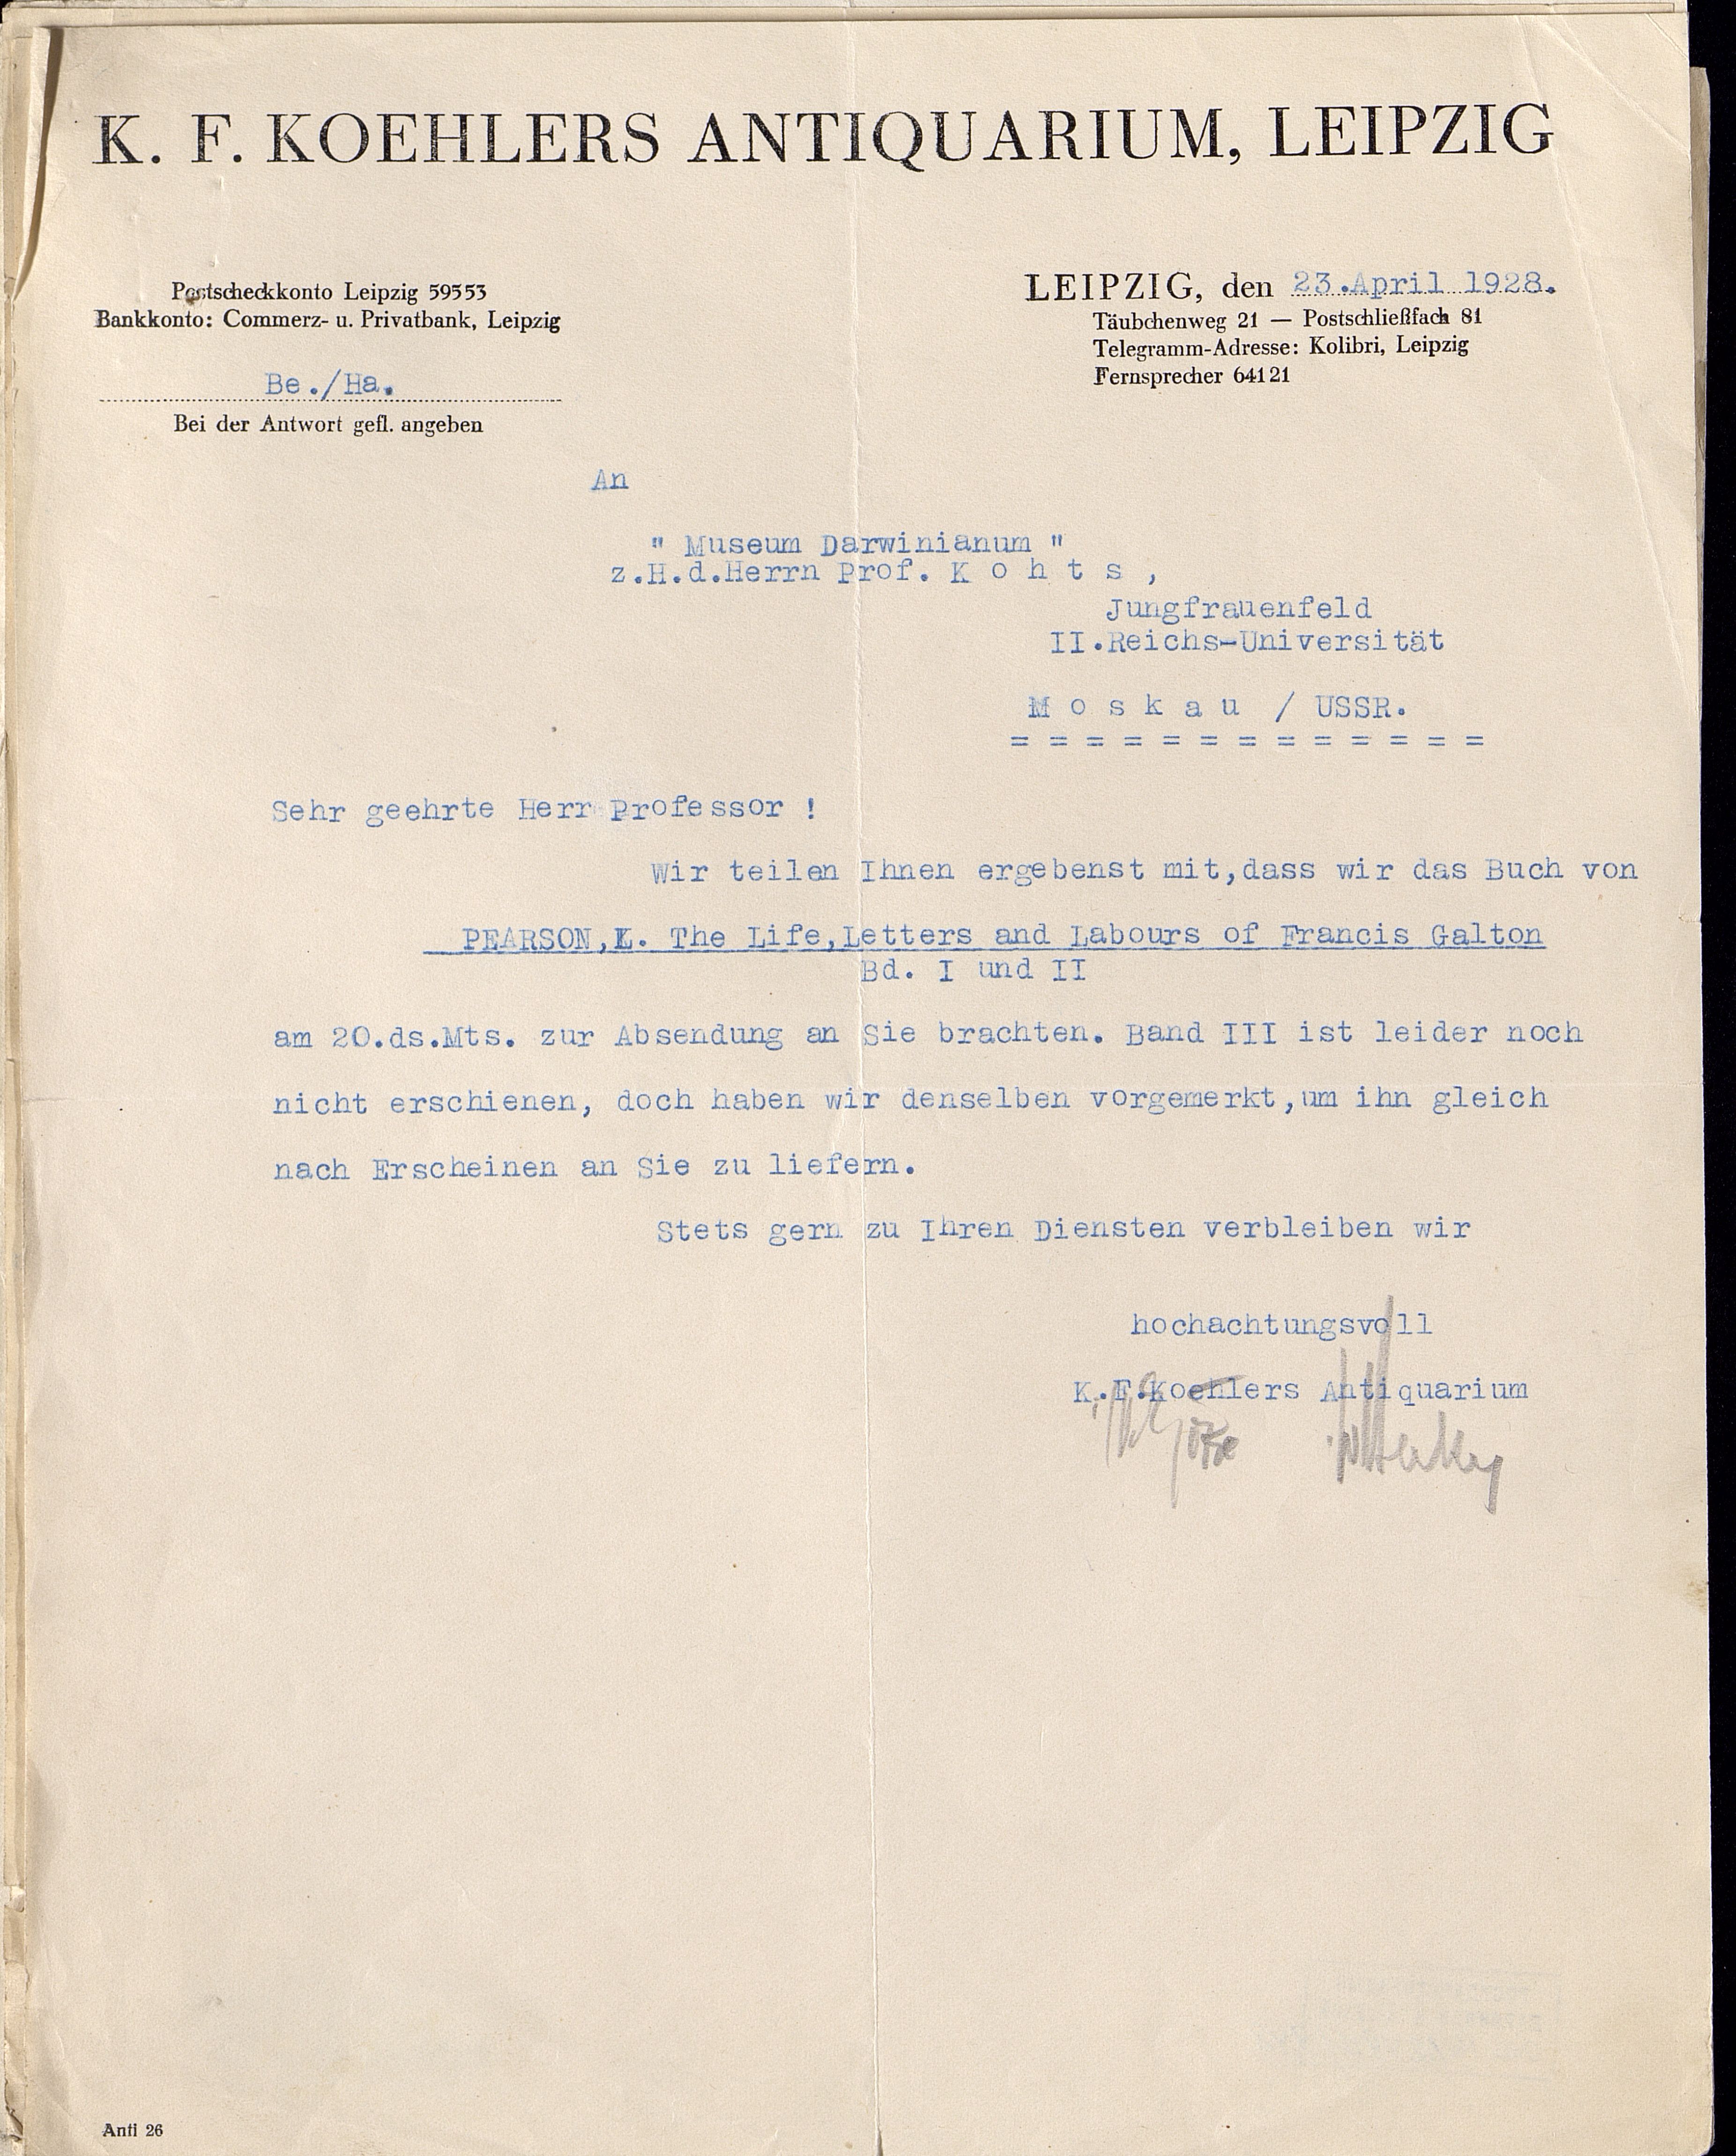 K. F. KOEHLERS ANTIQUARIUM, LEIPZIG
Postscheckkonto Leipzig 59553
Bankkonto: Commerz- u. Privatbank, Leipzig
Be./Ha.
Bei der Antwort gefl. angeben
LEIPZIG, den 23.April 1928.
Täubchenweg 21 — Postschließfach 81
Telegramm-Adresse: Kolibri, Leipzig
Fernsprecher 64121
An
" Museum Darwinianum "
z.H.d.Herrn Prof. K o h t s ,
Jungfrauenfeld
II.Reichs-Universität
M o s k a u / USSR.
= = = = = = = = = = = = =
Sehr geehrte Herr Professor !
Wir teilen Ihnen ergebenst mit,dass wir das Buch von
PEARSON,K. The Life,Letters and Labours of Francis Galton
Bd. I und II
am 20.ds.Mts. zur Absendung an Sie brachten. Band III ist leider noch
nicht erschienen, doch haben wir denselben vorgemerkt,um ihn gleich
nach Erscheinen an Sie zu liefern.
Stets gern zu Ihren Diensten verbleiben wir
hochachtungsvoll
K.F.Koehlers Antiquarium
Anti 26